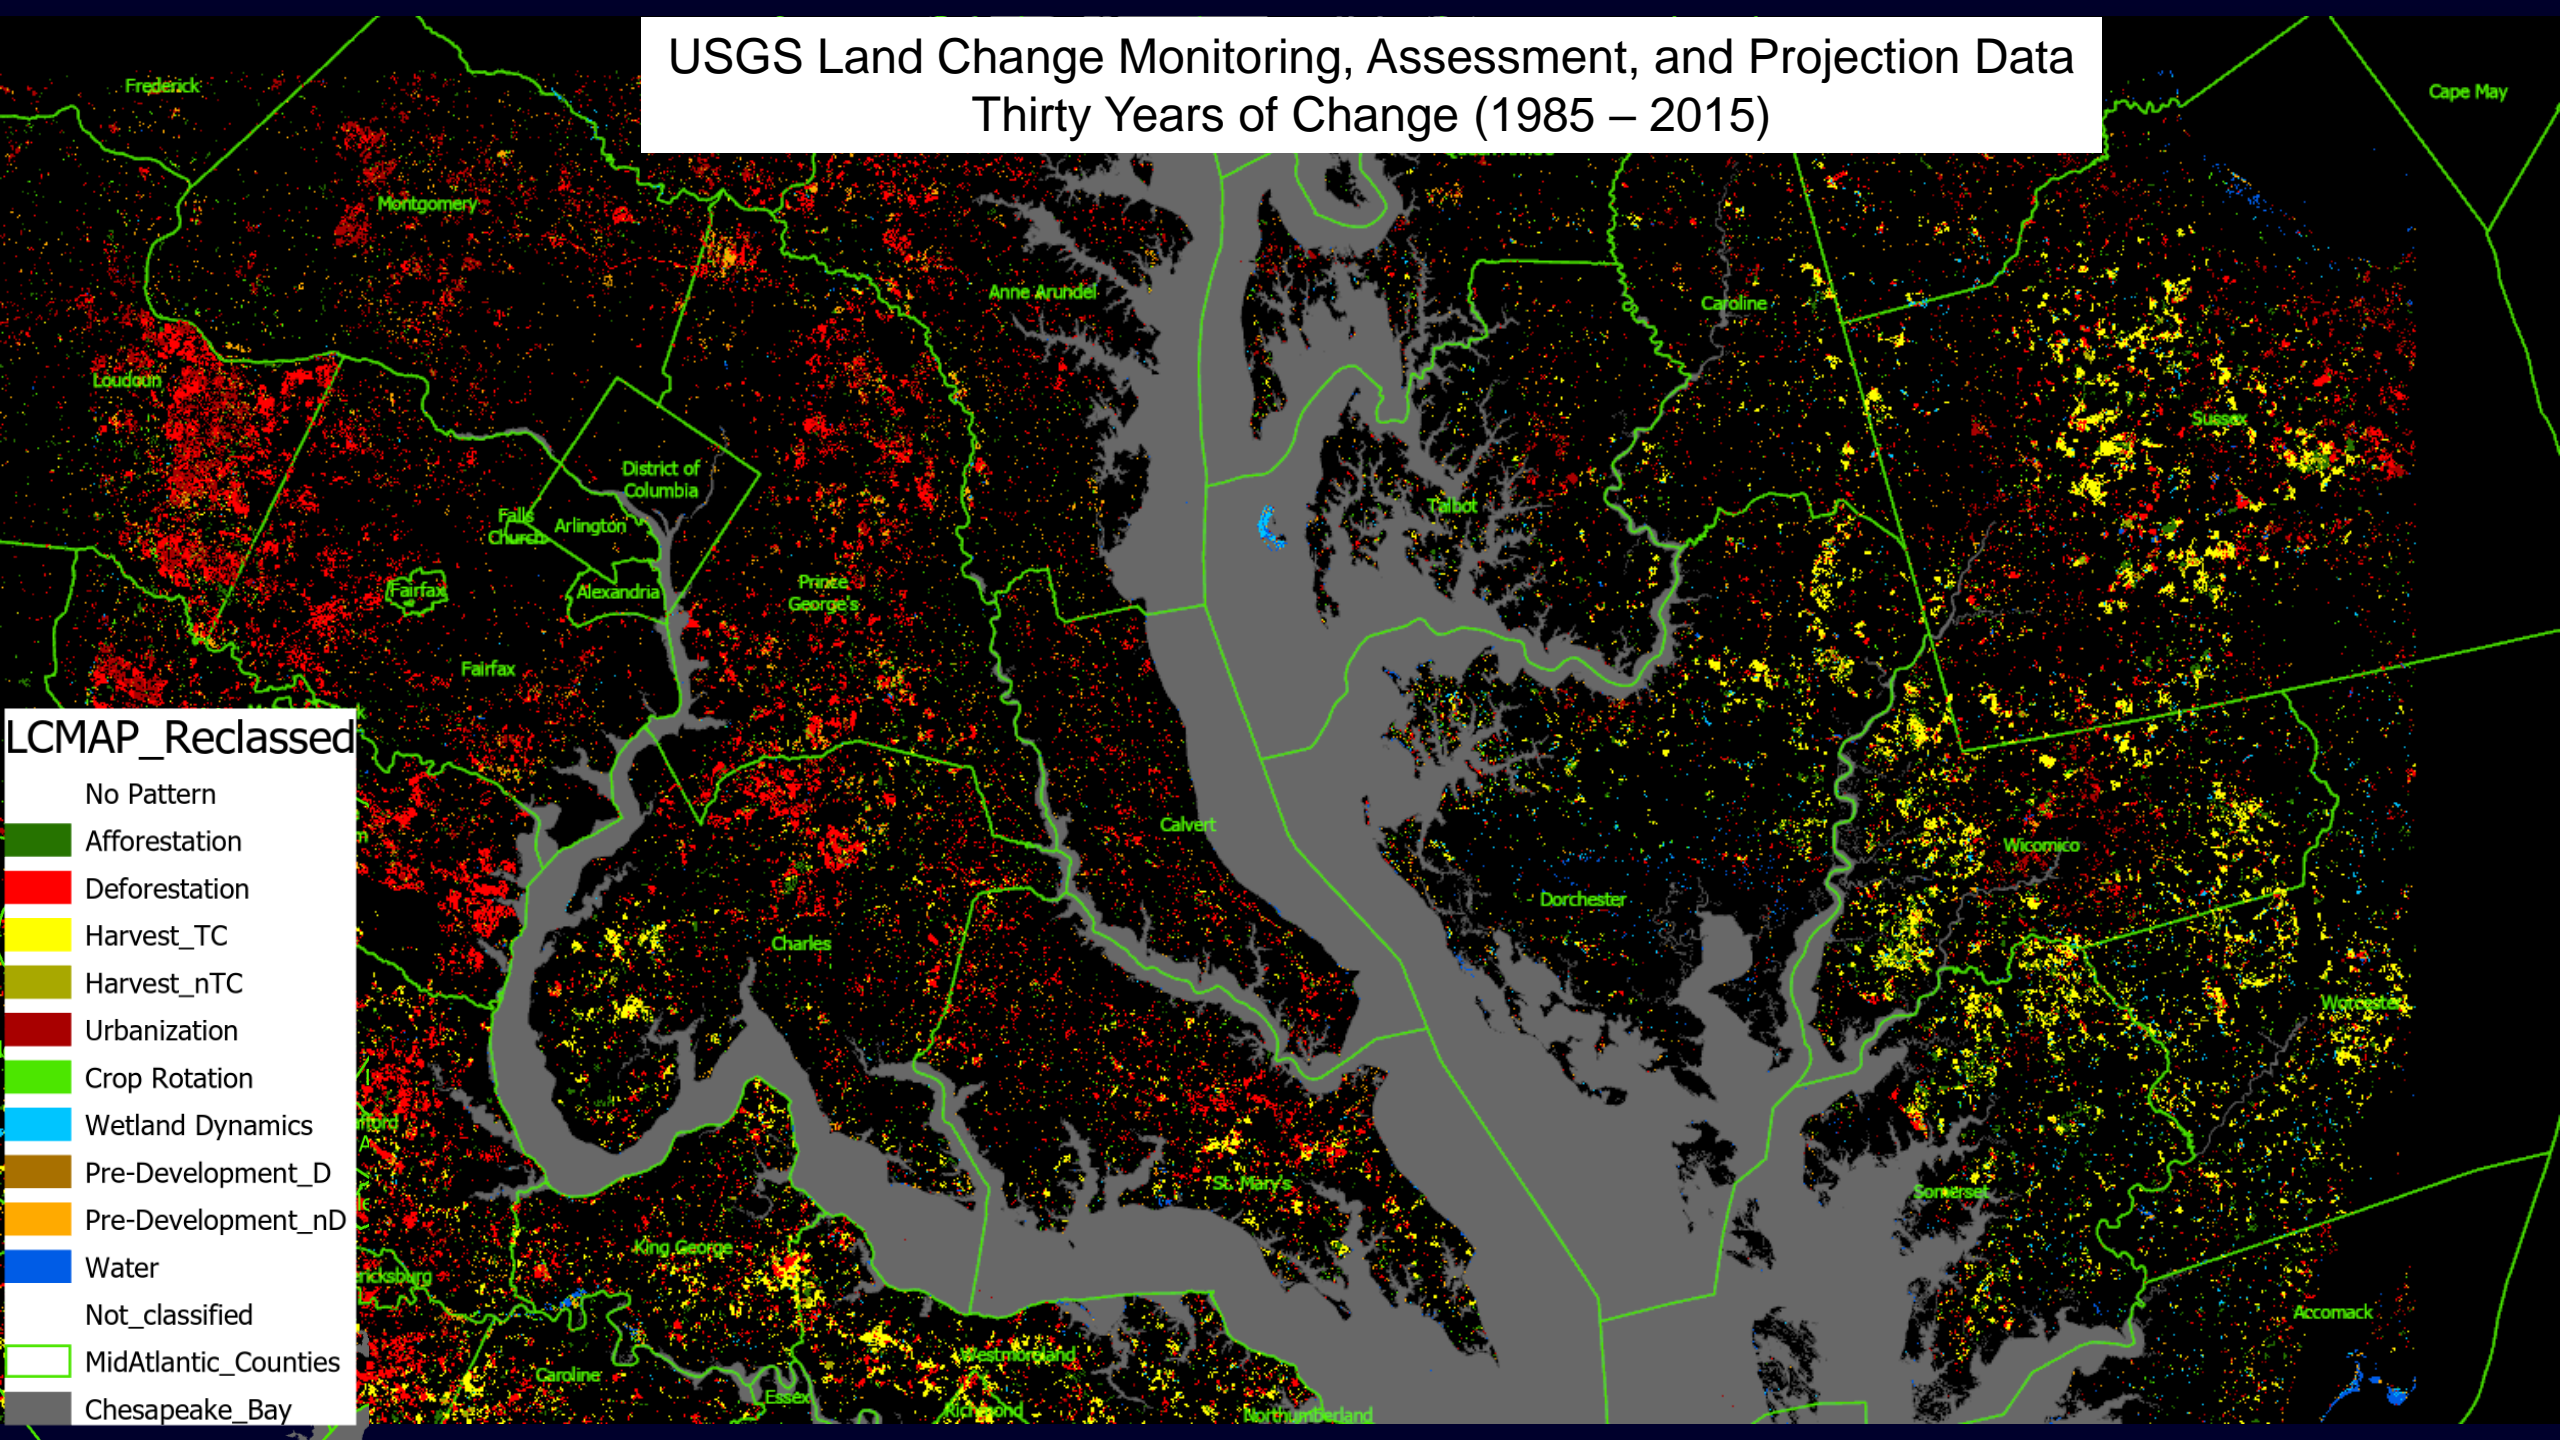 USGS Land Change Monitoring, Assessment, and Projection Data
Thirty Years of Change (1985 – 2015)
Frederick
Cape May
Montgomery
Anne Arundel
Caroline
Loudoun
Sussex
District of
Columbia
Falls
Church
Arlington
Talbot
Fairfax
Alexandria
Prince
George's
Fairfax
Calvert
Wicomico
Dorchester
Charles
Worcester
St. Mary's
Somerset
King George
Accomack
Westmoreland
Caroline
Essex
Richmond
Northumberland
LCMAP_Reclassed
No Pattern
Afforestation
Deforestation
Harvest_TC
Harvest_nTC
Urbanization
Crop Rotation
Wetland Dynamics
Pre-Development_D
Pre-Development_nD
Water
Not_classified
MidAtlantic_Counties
Chesapeake_Bay